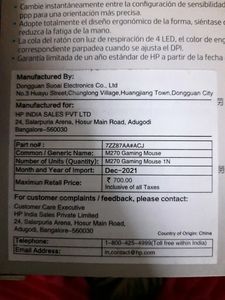 • Cambie instantáneamente entre la configuración de sensibilidad
ppp para una orientación más precisa.
• Adopte totalmente el diseño ergonómico de la forma, siéntase
reduzca la fatiga de la mano.
• La cola del ratón con luz de respiración de 4 LED, el color de
correspondiente parpadea cuando se ajusta el DPI.
• Garantía limitada de un año estándar de HP a partir de la fecha
Manufactured By:
Dongguan Suoai Electronics Co., Ltd
No.3 Huayu Street,Chunglong Village,Huangjiang Town,Dongguan City
Manufactured For:
HP INDIA SALES PVT LTD
24, Salarpuria Arena, Hosur Main Road, Adugodi
Bangalore-560030
Part no# : 7ZZ87AA#ACJ
Common / Generic Name: M270 Gaming Mouse
Number of Units (Quantity): M270 Gaming Mouse 1N
Month and Year of Import: Dec-2021
Maximun Retail Price: ₹ 700.00
Inclusive of All Taxes
For customer complaints / feedback, please contact:
Customer Care Executive
HP India Sales Private Limited
24, Salarpuria Arena, Hosur Main Road,
Adugodi, Bangalore-560030
Country of Origin: China
Telephone: 1-800-425-4999(Toll free within India)
Email Address: in.contact@hp.com